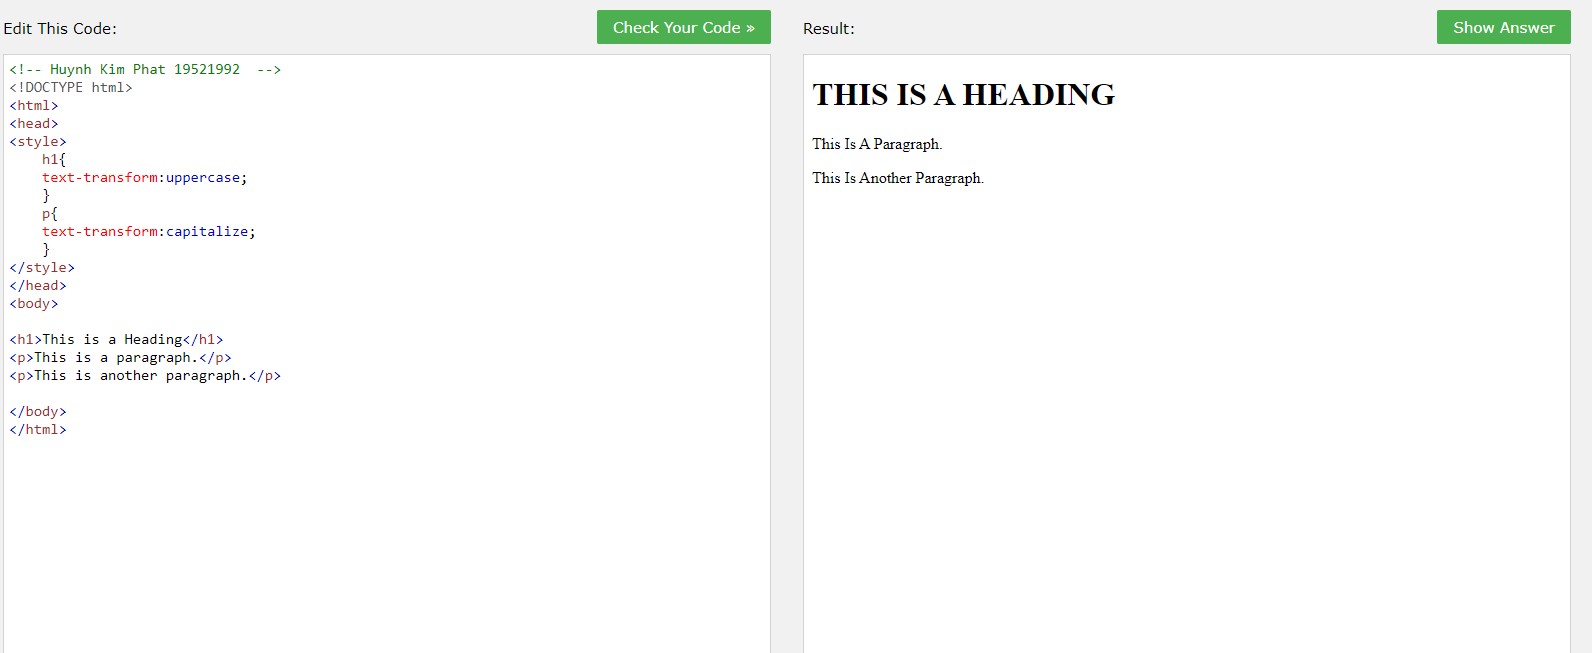 Edit This Code:
Check Your Code »
<!-- Huynh Kim Phat 19521992  -->
<!DOCTYPE html>
<html>
<head>
<style>
    h1{
    text-transform:uppercase;
    }
    p{
    text-transform:capitalize;
    }
</style>
</head>
<body>

<h1>This is a Heading</h1>
<p>This is a paragraph.</p>
<p>This is another paragraph.</p>

</body>
</html>
Result:
Show Answer
THIS IS A HEADING
This Is A Paragraph.
This Is Another Paragraph.